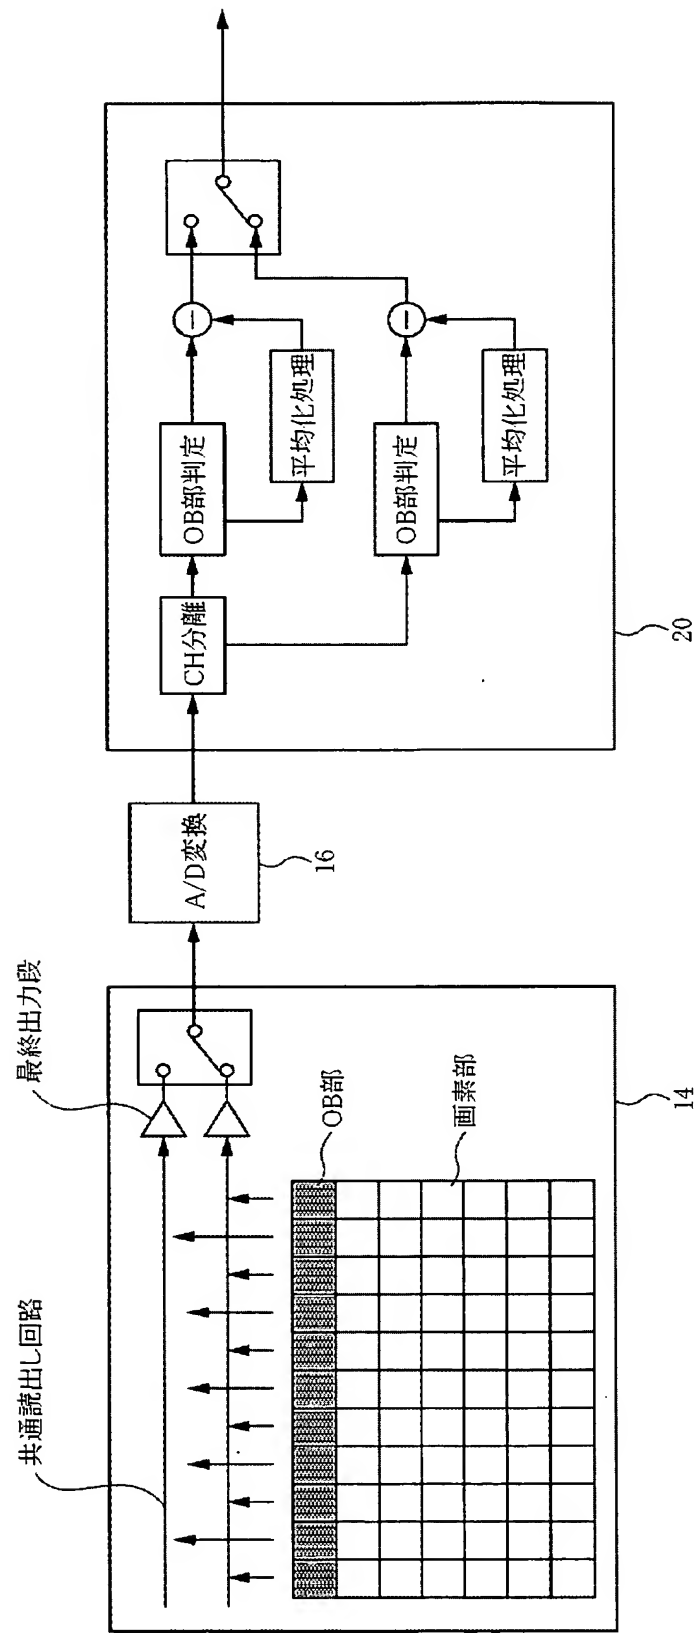 共通読出し回路
最終出力段
OB部
画素部
14
A/D変換
16
CH分離
OB部判定
平均化処理
OB部判定
平均化処理
20